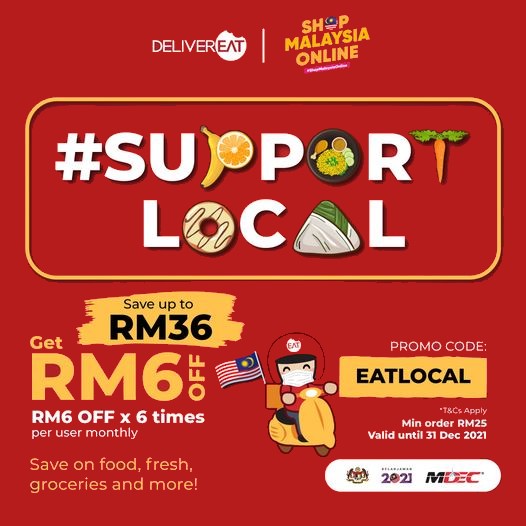 DELIVEREAT
SHOP
MALAYSIA
ONLINE
#ShopMalaysiaOnline
#SUPPORT
LOCAL
Save up to
RM36
Get
RM6 OFF
RM6 OFF x 6 times
per user monthly
Save on food, fresh,
groceries and more!
EAT
PROMO CODE:
EATLOCAL
*T&Cs Apply
Min order RM25
Valid until 31 Dec 2021
BELANJAWAN
2021
MDEC